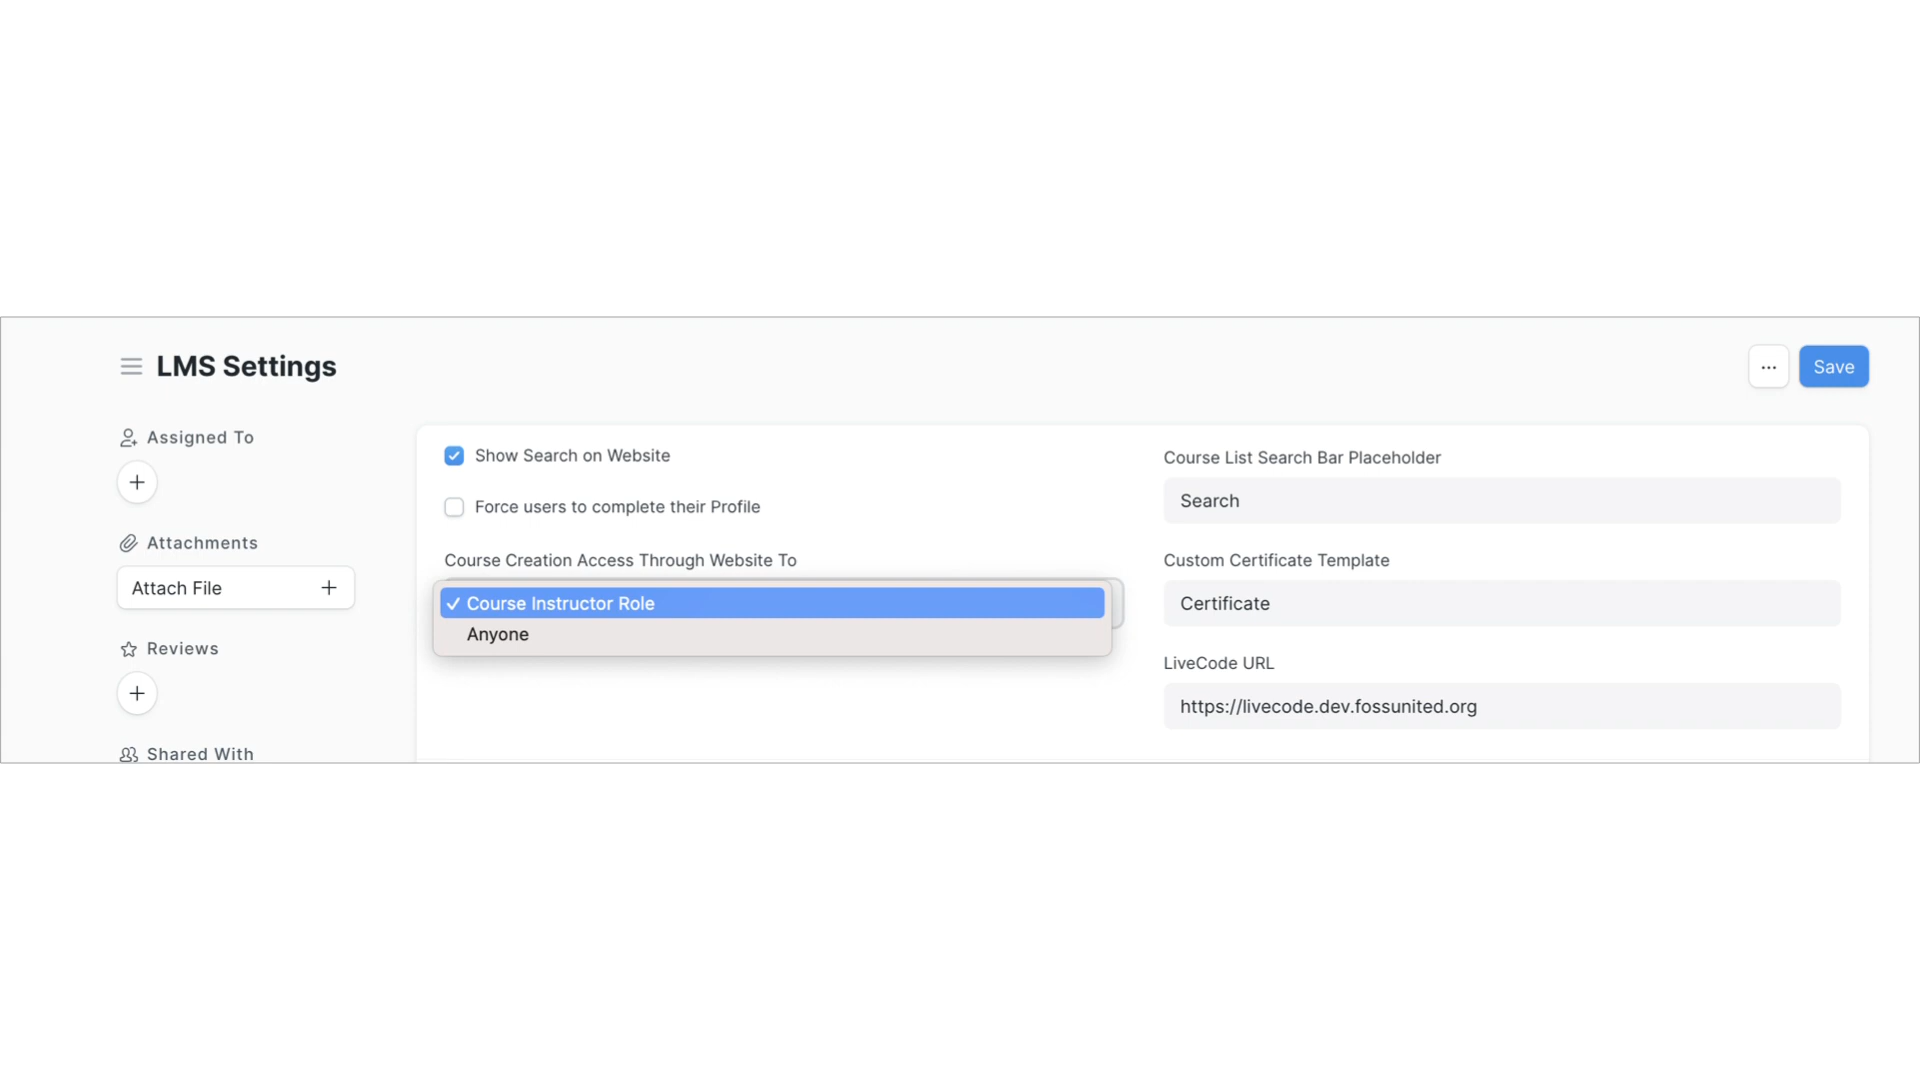 LMS Settings
...
Save
Assigned To
Attachments
Attach File
Reviews
Shared With
Show Search on Website
Force users to complete their Profile
Course Creation Access Through Website To
Course Instructor Role
Anyone
Course List Search Bar Placeholder
Search
Custom Certificate Template
Certificate
LiveCode URL
https://livecode.dev.fossunited.org